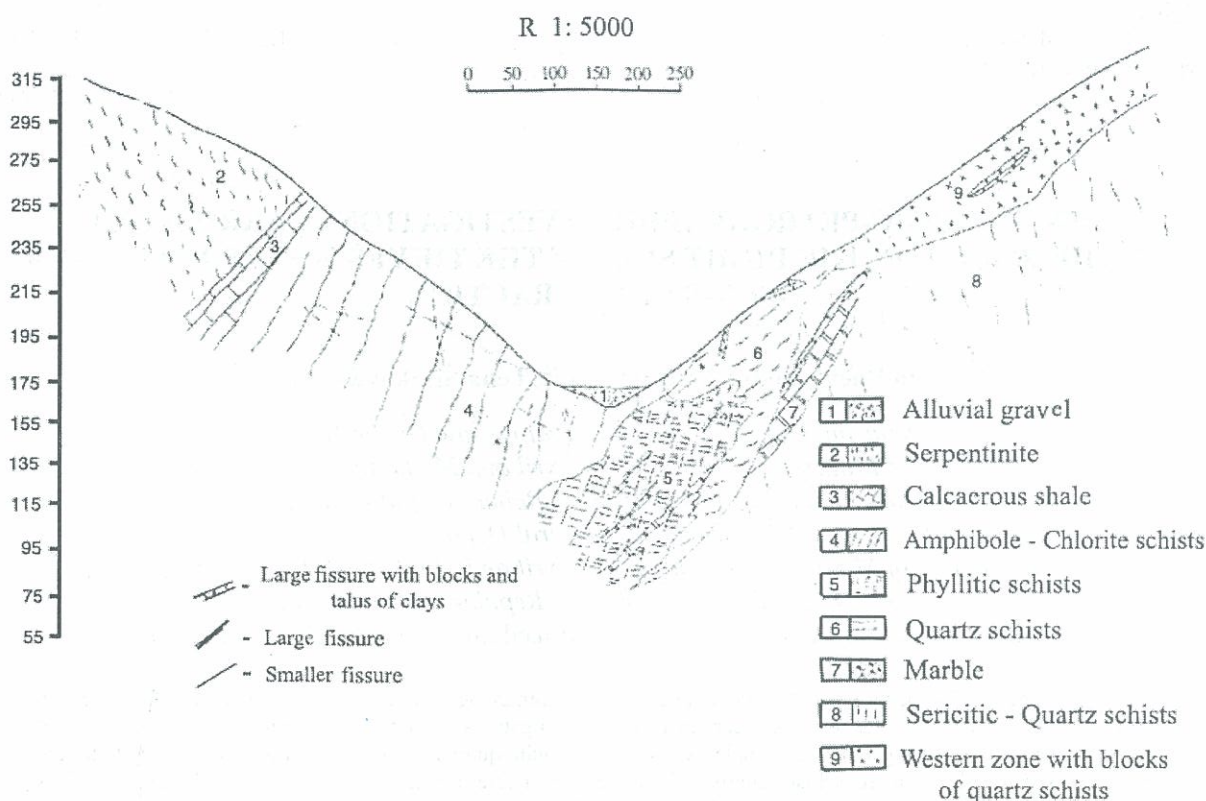 R 1: 5000
0 50 100 150 200 250
315
295
275
255
235
215
195
175
155
135
115
95
75
55
2
3
4
1
5
6
7
8
9
Large fissure with blocks and
talus of clays
- Large fissure
- Smaller fissure
1 Alluvial gravel
2 Serpentinite
3 Calcacrous shale
4 Amphibole - Chlorite schists
5 Phyllitic schists
6 Quartz schists
7 Marble
8 Sericitic - Quartz schists
9 Western zone with blocks
of quartz schists